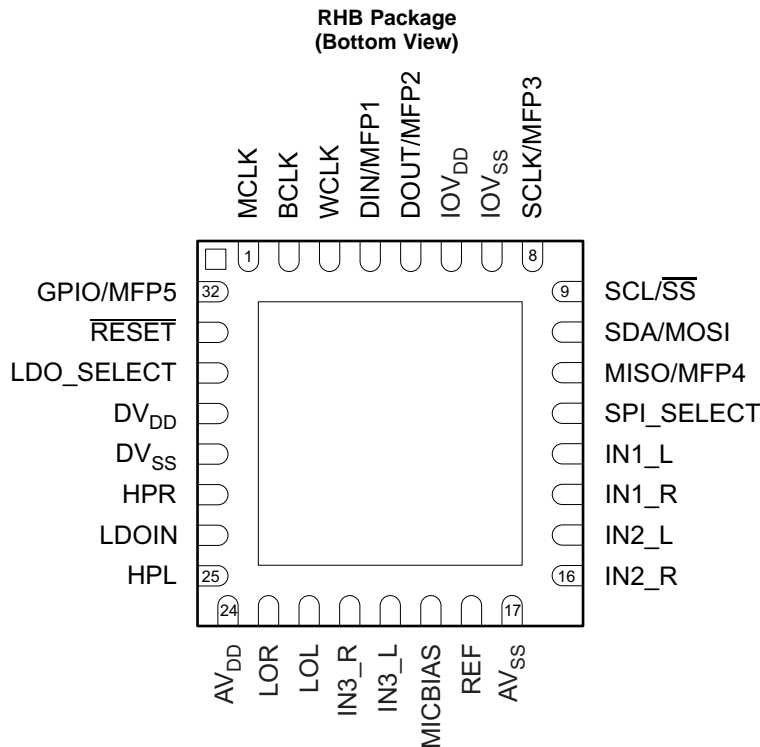 RHB Package
(Bottom View)
MCLK
BCLK
WCLK
DIN/MFP1
DOUT/MFP2
IOVDD
IOVSS
SCLK/MFP3
1
8
GPIO/MFP5
32
9
SCL/SS
RESET
SDA/MOSI
LDO_SELECT
MISO/MFP4
DVDD
SPI_SELECT
DVSS
IN1_L
HPR
IN1_R
LDOIN
IN2_L
HPL
25
16
IN2_R
24
17
AVDD
LOR
LOL
IN3_R
IN3_L
MICBIAS
REF
AVSS